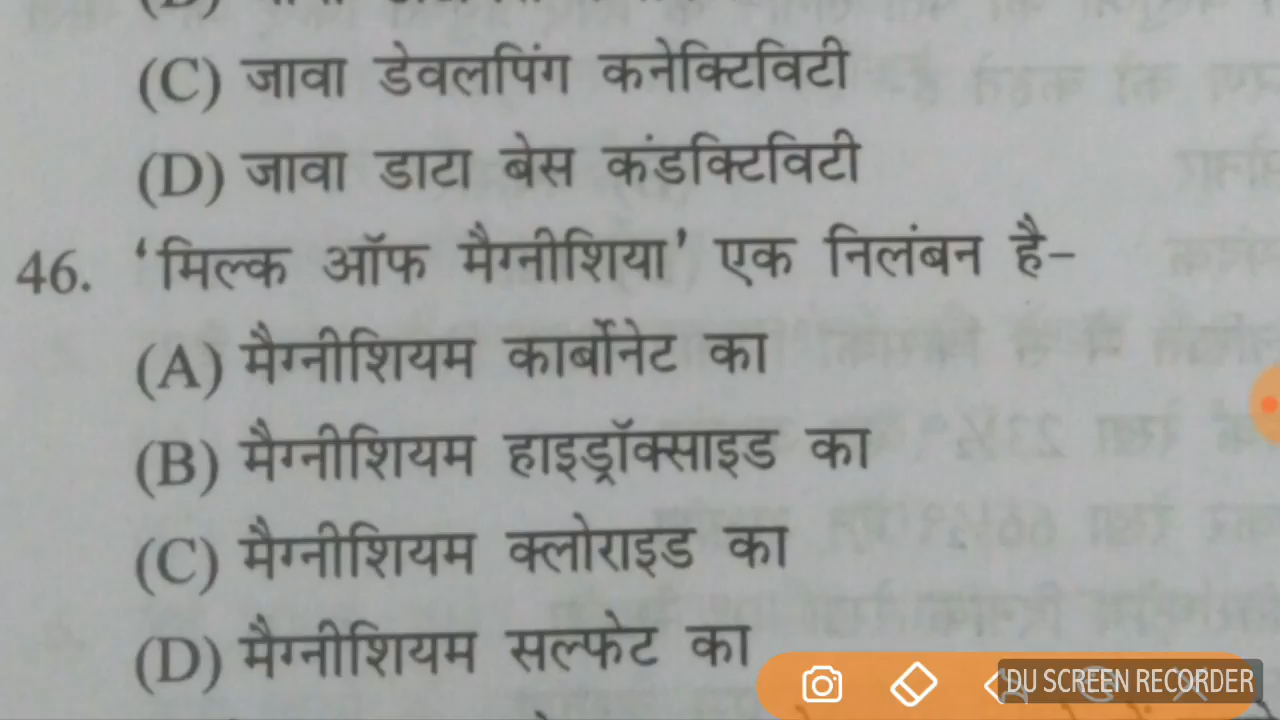 (C) जावा डेवलपिंग कनेक्टिविटी
(D) जावा डाटा बेस कंडक्टिविटी
46. 'मिल्क ऑफ मैग्नीशिया' एक निलंबन है-
(A) मैग्नीशियम कार्बोनेट का
(B) मैग्नीशियम हाइड्रॉक्साइड का
(C) मैग्नीशियम क्लोराइड का
(D) मैग्नीशियम सल्फेट का
DU SCREEN RECORDER